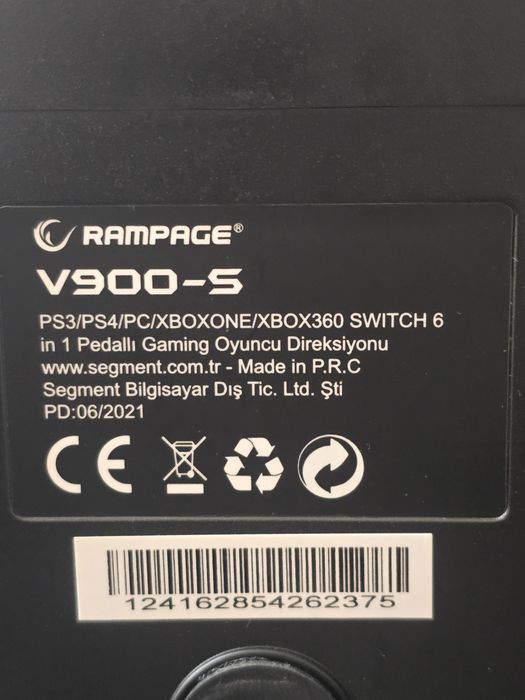 RAMPAGE®
V900-S
PS3/PS4/PC/XBOXONE/XBOX360 SWITCH 6
in 1 Pedallı Gaming Oyuncu Direksiyonu
www.segment.com.tr - Made in P.R.C
Segment Bilgisayar Dış Tic. Ltd. Şti
PD:06/2021
CE
124162854262375